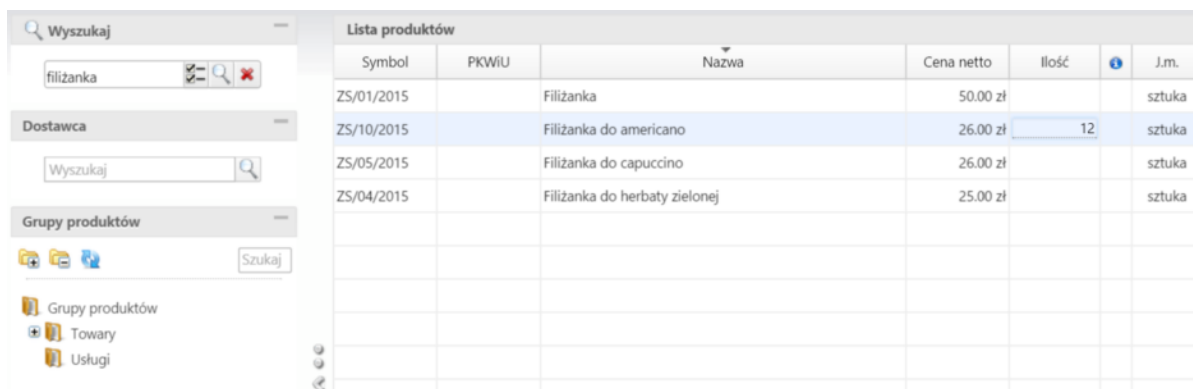 Wyszukaj
filiżanka
Dostawca
Wyszukaj
Grupy produktów
Szukaj
Grupy produktów
Towary
Usługi
Lista produktów
Symbol PKWiU Nazwa Cena netto Ilość J.m.
ZS/01/2015 Filiżanka 50.00 zł sztuka
ZS/10/2015 Filiżanka do americano 26.00 zł 12 sztuka
ZS/05/2015 Filiżanka do capuccino 26.00 zł sztuka
ZS/04/2015 Filiżanka do herbaty zielonej 25.00 zł sztuka